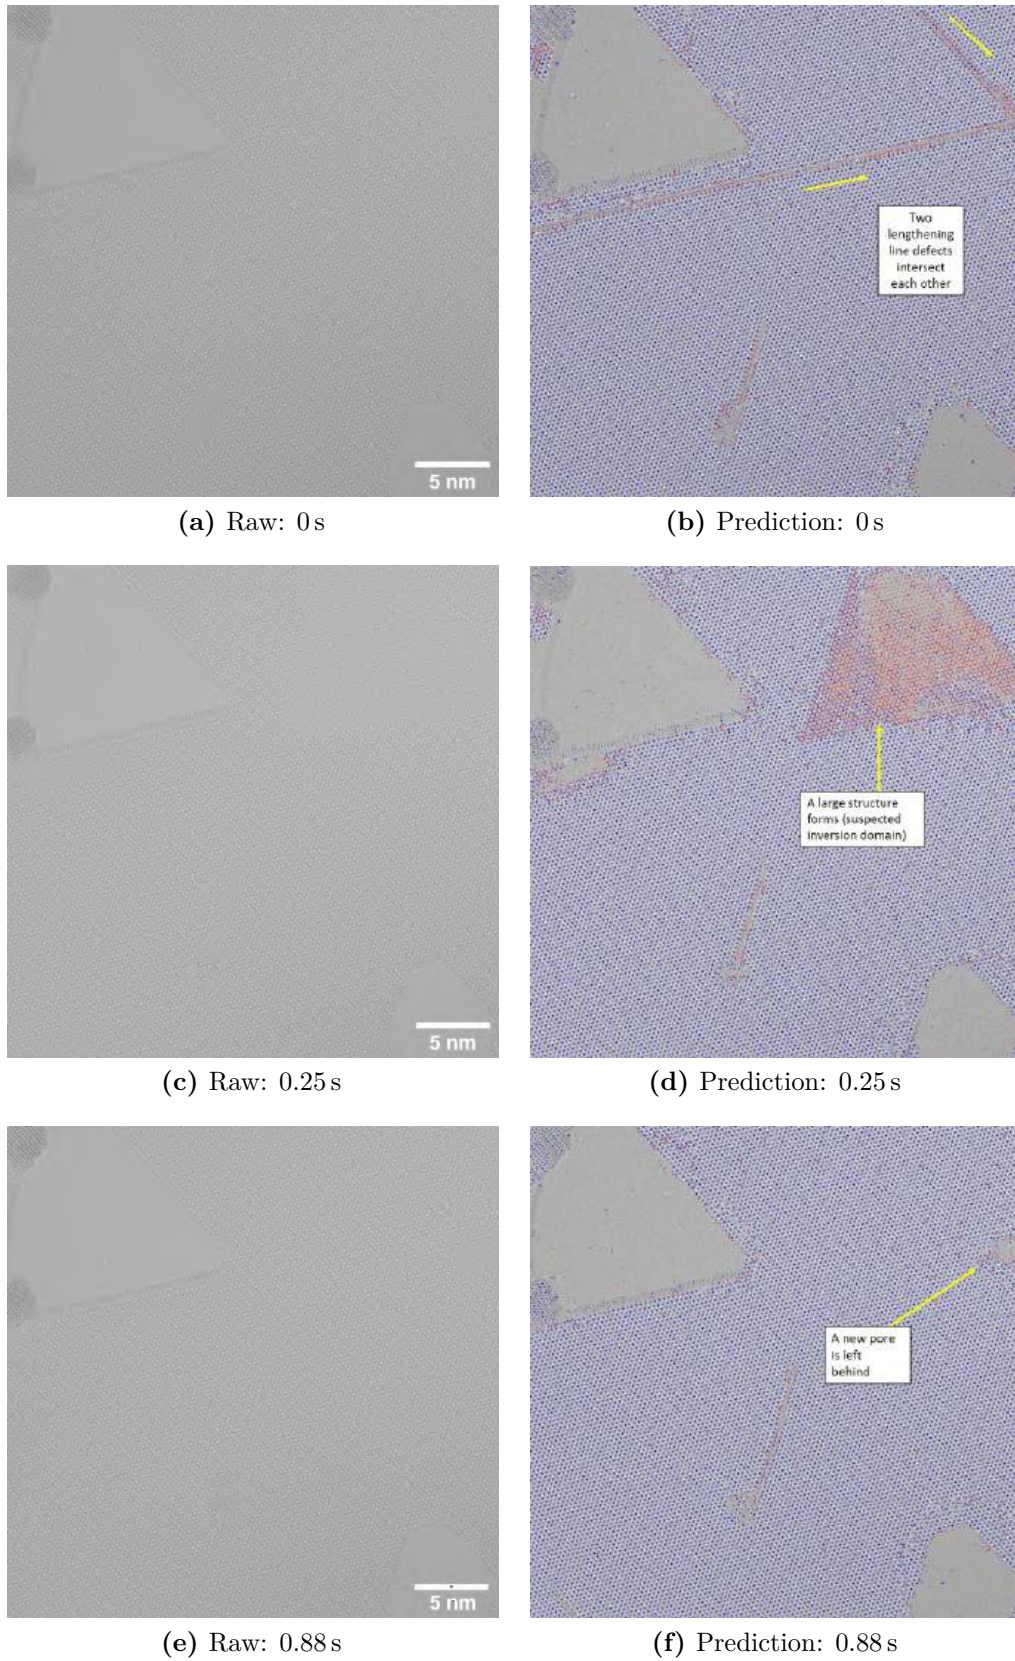 Two
lengthening
line defects
intersect
each other
5 nm
(a) Raw: 0 s
(b) Prediction: 0 s
A large structure
forms (suspected
inversion domain)
5 nm
(c) Raw: 0.25 s
(d) Prediction: 0.25 s
A new pore
is left
behind
5 nm
(e) Raw: 0.88 s
(f) Prediction: 0.88 s